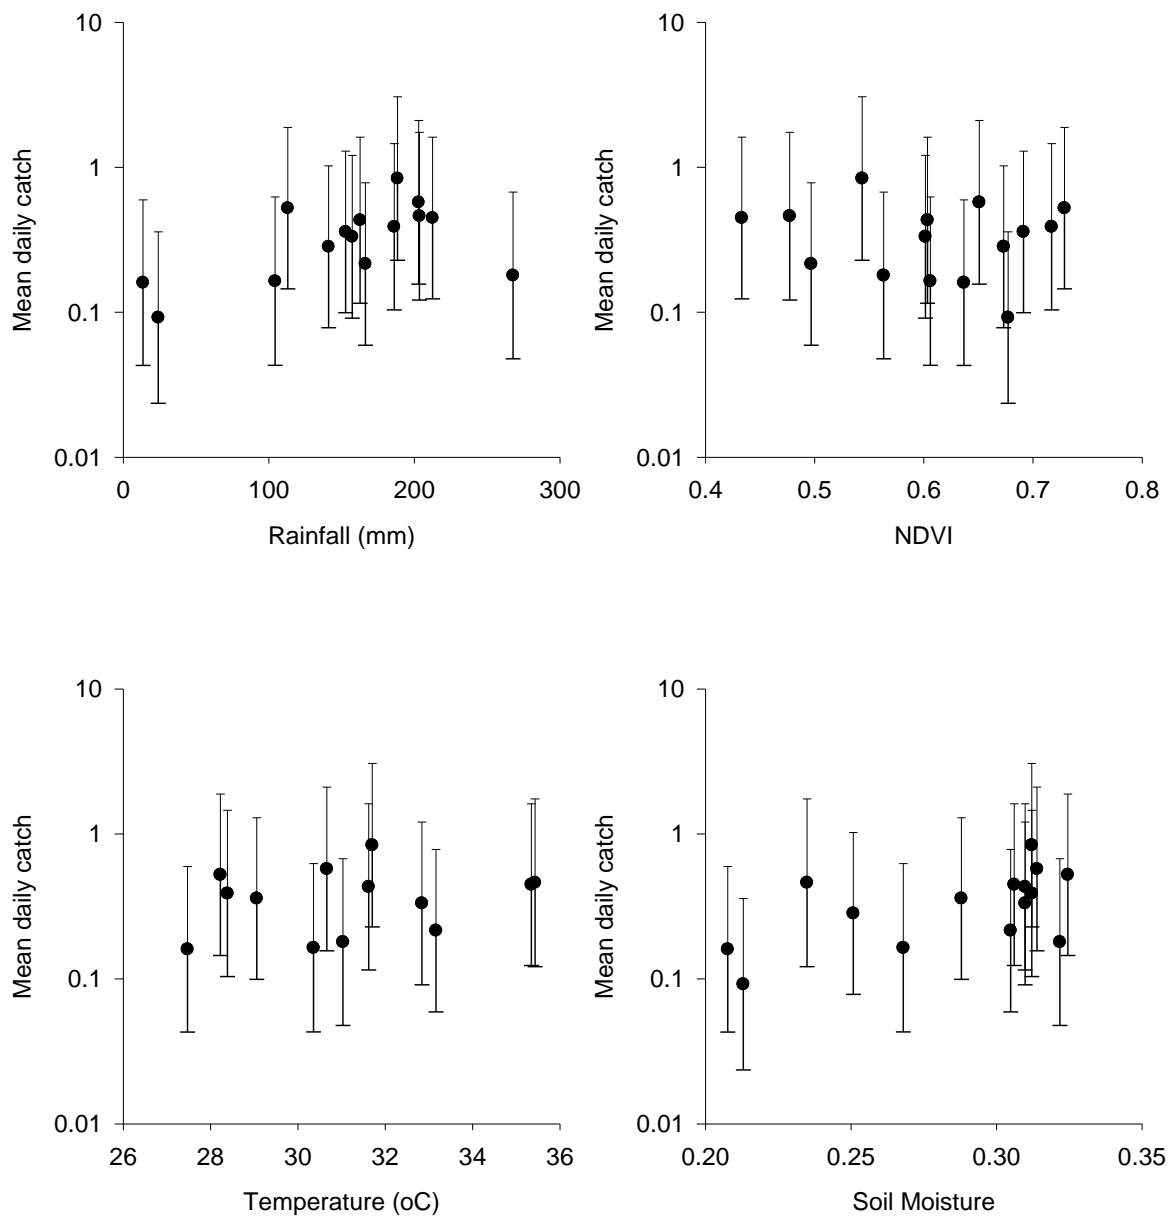 10
1
0.1
0.01
Mean daily catch
0 100 200 300
Rainfall (mm)
10
1
0.1
0.01
Mean daily catch
0.4 0.5 0.6 0.7 0.8
NDVI
10
1
0.1
0.01
Mean daily catch
26 28 30 32 34 36
Temperature (oC)
10
1
0.1
0.01
Mean daily catch
0.20 0.25 0.30 0.35
Soil Moisture